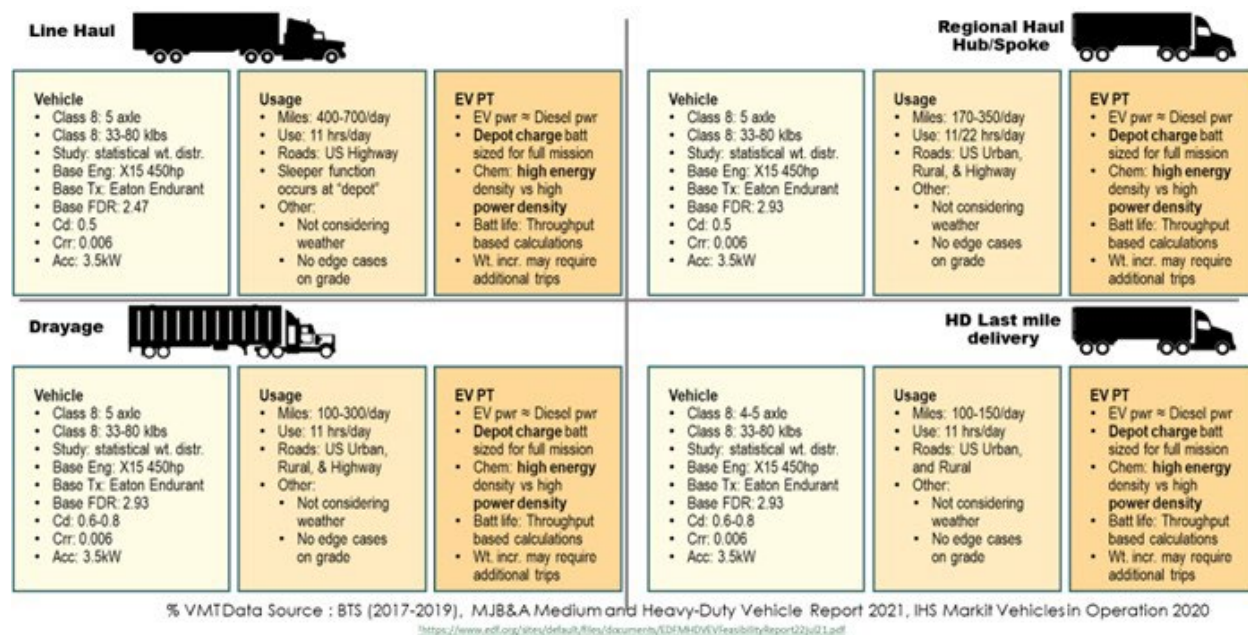 Line Haul
Vehicle
• Class 8: 5 axle
• Class 8: 33-80 klbs
• Study: statistical wt. distr.
• Base Eng: X15 450hp
• Base Tx: Eaton Endurant
• Base FDR: 2.47
• Cd: 0.5
• Crr: 0.006
• Acc: 3.5kW
Usage
• Miles: 400-700/day
• Use: 11 hrs/day
• Roads: US Highway
• Sleeper function
occurs at "depot"
• Other:
• Not considering
weather
• No edge cases
on grade
EV PT
• EV pwr ≈ Diesel pwr
• Depot charge batt
sized for full mission
• Chem: high energy
density vs high
power density
• Batt life: Throughput
based calculations
• Wt. incr. may require
additional trips
Regional Haul
Hub/Spoke
Vehicle
• Class 8: 5 axle
• Class 8: 33-80 klbs
• Study: statistical wt. distr.
• Base Eng: X15 450hp
• Base Tx: Eaton Endurant
• Base FDR: 2.93
• Cd: 0.5
• Crr: 0.006
• Acc: 3.5kW
Usage
• Miles: 170-350/day
• Use: 11/22 hrs/day
• Roads: US Urban,
Rural, & Highway
• Other:
• Not considering
weather
• No edge cases
on grade
EV PT
• EV pwr ≈ Diesel pwr
• Depot charge batt
sized for full mission
• Chem: high energy
density vs high
power density
• Batt life: Throughput
based calculations
• Wt. incr. may require
additional trips
Drayage
Vehicle
• Class 8: 5 axle
• Class 8: 33-80 klbs
• Study: statistical wt. distr.
• Base Eng: X15 450hp
• Base Tx: Eaton Endurant
• Base FDR: 2.93
• Cd: 0.6-0.8
• Crr: 0.006
• Acc: 3.5kW
Usage
• Miles: 100-300/day
• Use: 11 hrs/day
• Roads: US Urban,
Rural, & Highway
• Other:
• Not considering
weather
• No edge cases
on grade
EV PT
• EV pwr ≈ Diesel pwr
• Depot charge batt
sized for full mission
• Chem: high energy
density vs high
power density
• Batt life: Throughput
based calculations
• Wt. incr. may require
additional trips
HD Last mile
delivery
Vehicle
• Class 8: 4-5 axle
• Class 8: 33-80 klbs
• Study: statistical wt. distr.
• Base Eng: X15 450hp
• Base Tx: Eaton Endurant
• Base FDR: 2.93
• Cd: 0.6-0.8
• Crr: 0.006
• Acc: 3.5kW
Usage
• Miles: 100-150/day
• Use: 11 hrs/day
• Roads: US Urban,
and Rural
• Other:
• Not considering
weather
• No edge cases
on grade
EV PT
• EV pwr ≈ Diesel pwr
• Depot charge batt
sized for full mission
• Chem: high energy
density vs high
power density
• Batt life: Throughput
based calculations
• Wt. incr. may require
additional trips
% VMT Data Source : BTS (2017-2019), MJB&A Medium and Heavy-Duty Vehicle Report 2021, IHS Markit Vehicles in Operation 2020
https://www.edf.org/sites/default/files/documents/EDFMHDVEVFeasibilityReport22jul21.pdf